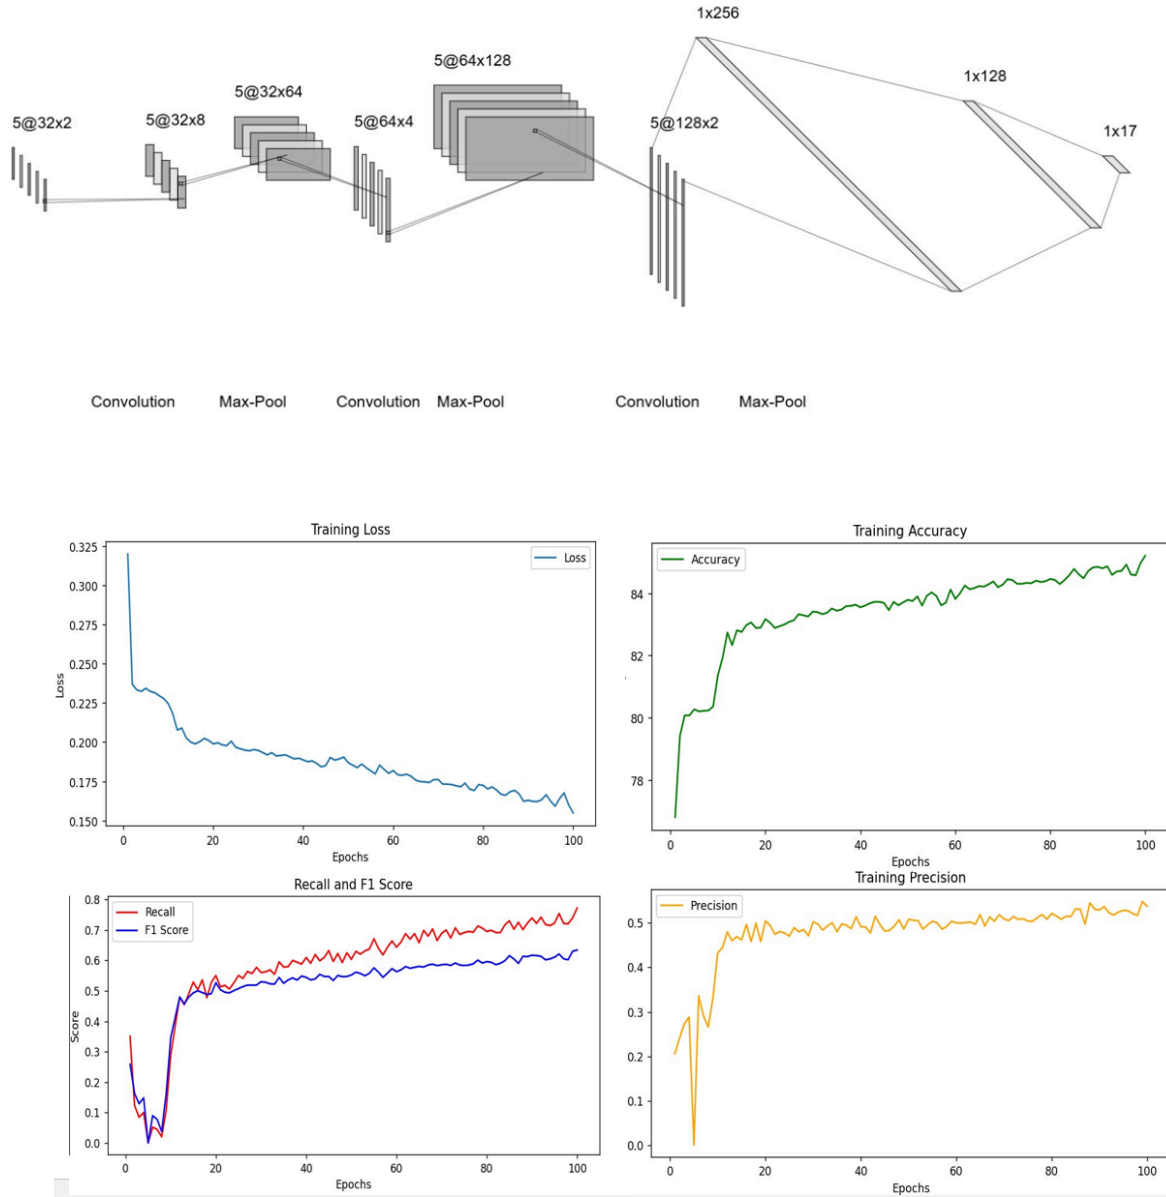 1x256
5@64x128
1x128
5@32x64
5@32x2
5@32x8
5@64x4
5@128x2
1x17
Convolution Max-Pool Convolution Max-Pool Convolution Max-Pool
Training Loss
0.325
0.300
0.275
0.250
0.225
0.200
0.175
0.150
Loss
Loss
0 20 40 60 80 100
Epochs
Training Accuracy
Accuracy
84
82
80
78
0 20 40 60 80 100
Epochs
Recall and F1 Score
Recall
F1 Score
0.8
0.7
0.6
0.5
0.4
0.3
0.2
0.1
0.0
Score
0 20 40 60 80 100
Epochs
Training Precision
Precision
0.5
0.4
0.3
0.2
0.1
0.0
0 20 40 60 80 100
Epochs